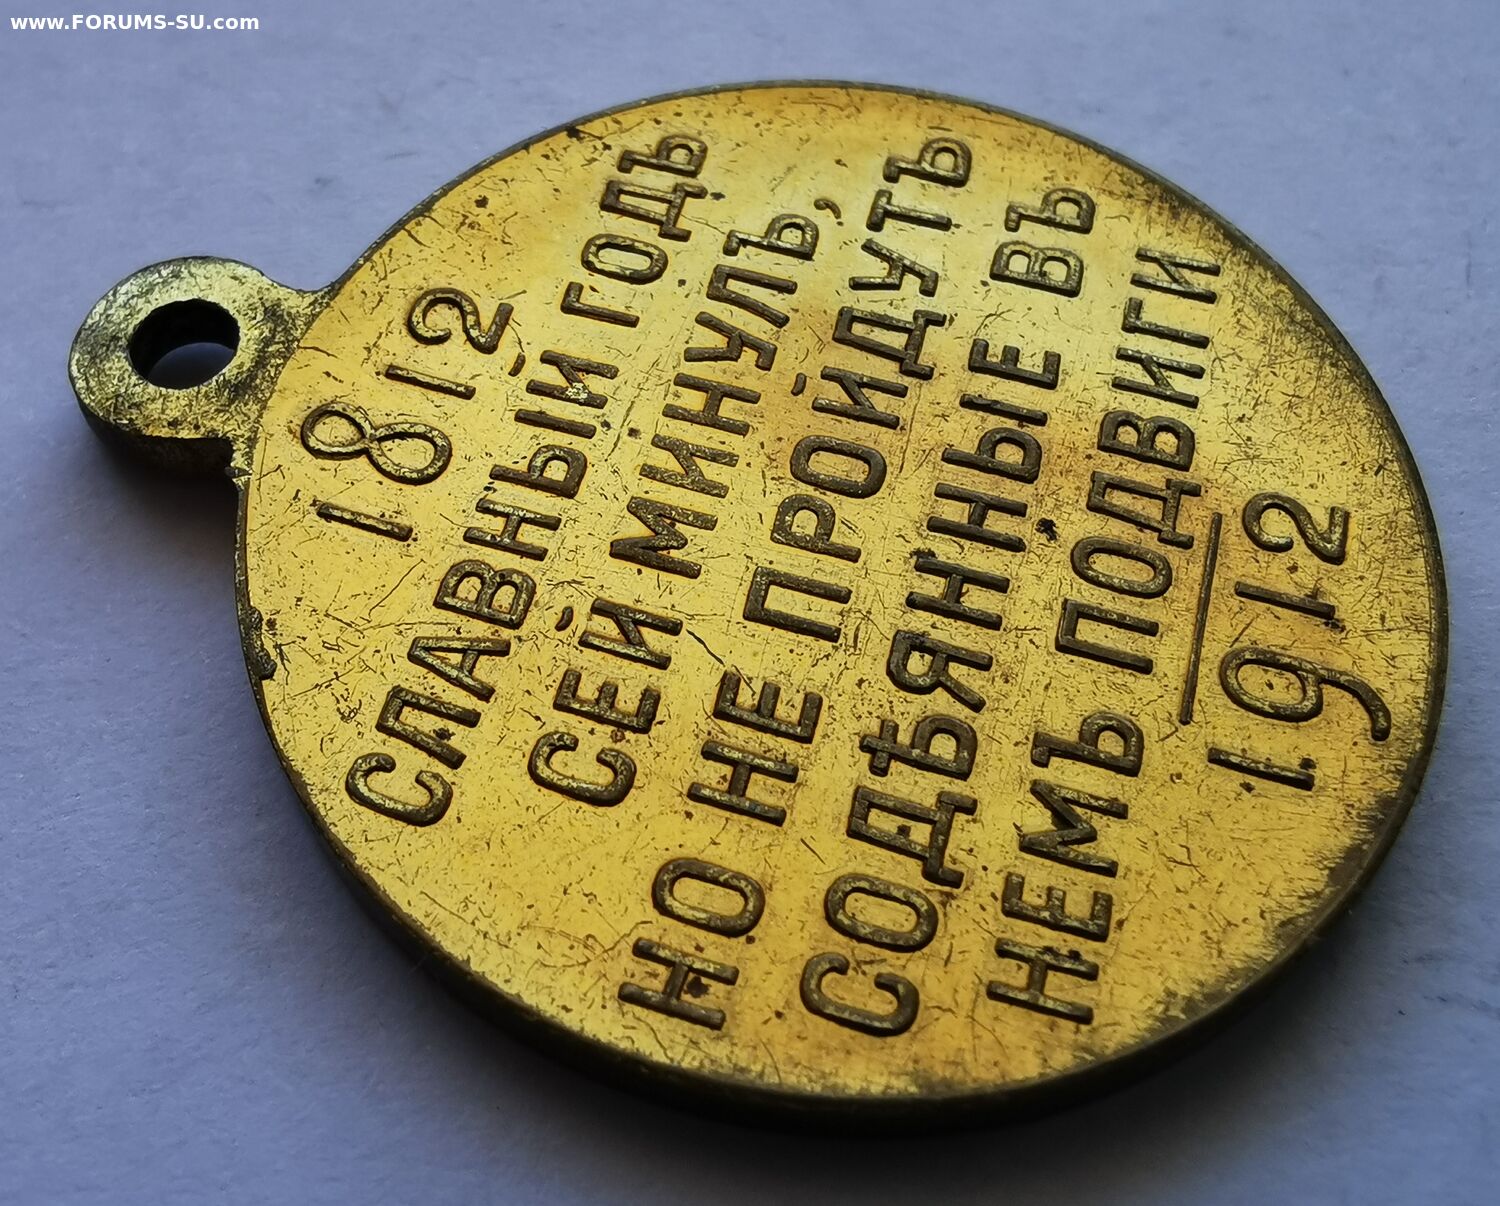 www.FORUMS-SU.com
1812
СЛАВНЫЙ ГОДЪ
СЕЙ МИНУЛЪ,
НО НЕ ПРОЙДУТЪ
СОДѢЯННЫЕ ВЪ
НЕМЪ ПОДВИГИ
1912